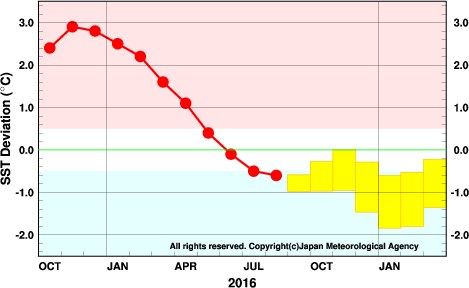 3.0 3.0
2.0 2.0
1.0 1.0
0.0 0.0
-1.0 -1.0
-2.0 -2.0
SST Deviation (°C)
All rights reserved. Copyright(c)Japan Meteorological Agency
OCT JAN APR JUL OCT JAN
2016